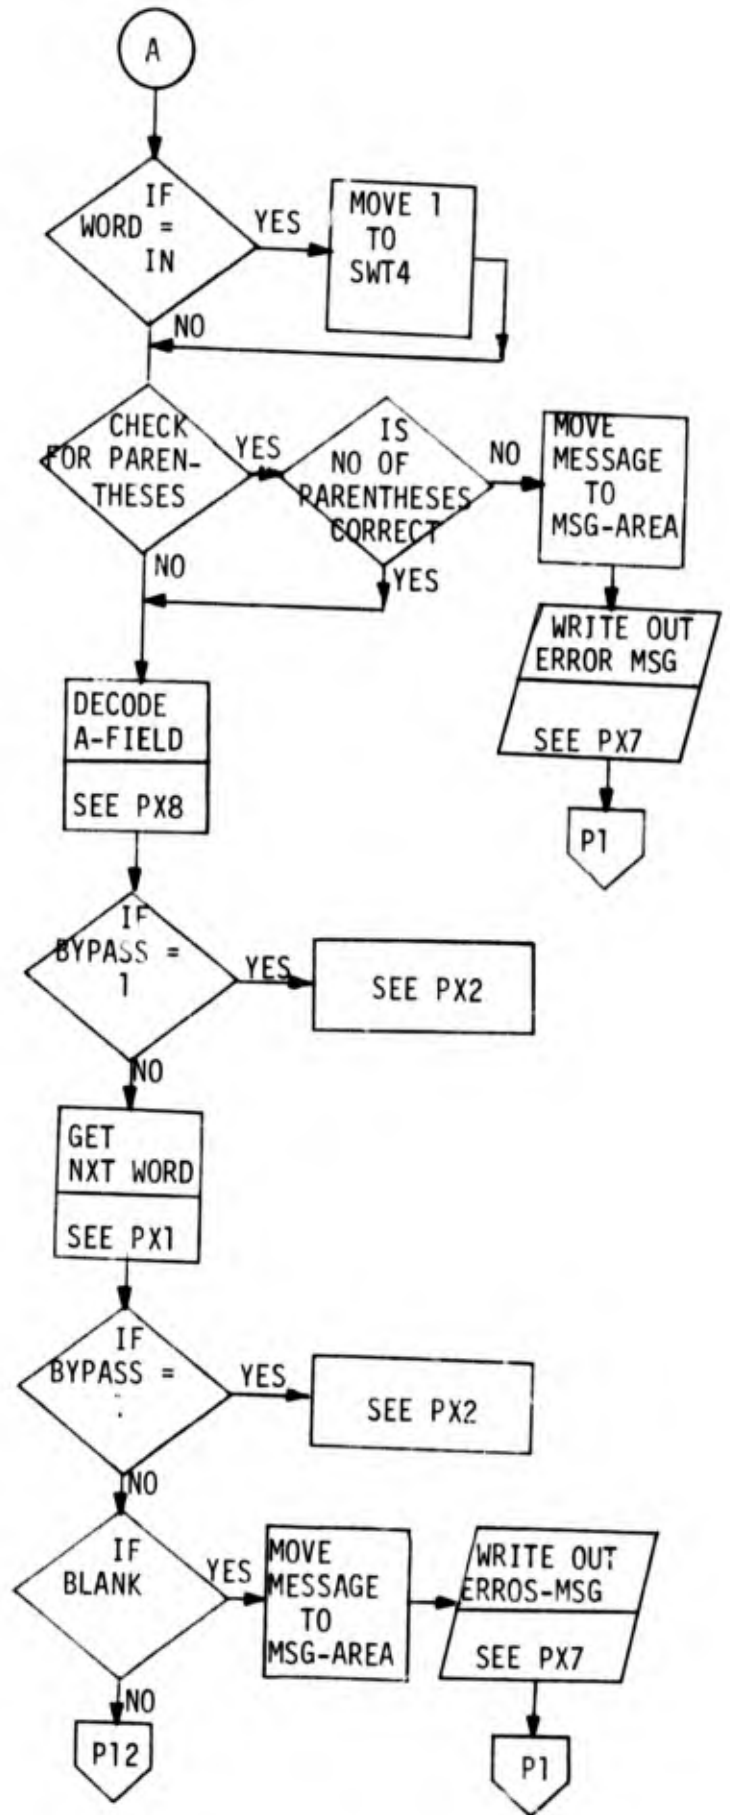 A
IF
WORD =
IN
YES
MOVE 1
TO
SWT4
NO
CHECK
FOR PAREN-
THESES
YES
IS
NO OF
PARENTHESES
CORRECT
NO
MOVE
MESSAGE
TO
MSG-AREA
NO
YES
WRITE OUT
ERROR MSG
SEE PX7
P1
DECODE
A-FIELD
SEE PX8
IF
BYPASS =
1
YES
SEE PX2
NO
GET
NXT WORD
SEE PX1
IF
BYPASS =
YES
SEE PX2
NO
IF
BLANK
YES
MOVE
MESSAGE
TO
MSG-AREA
WRITE OUT
ERROS-MSG
SEE PX7
NO
P12
P1